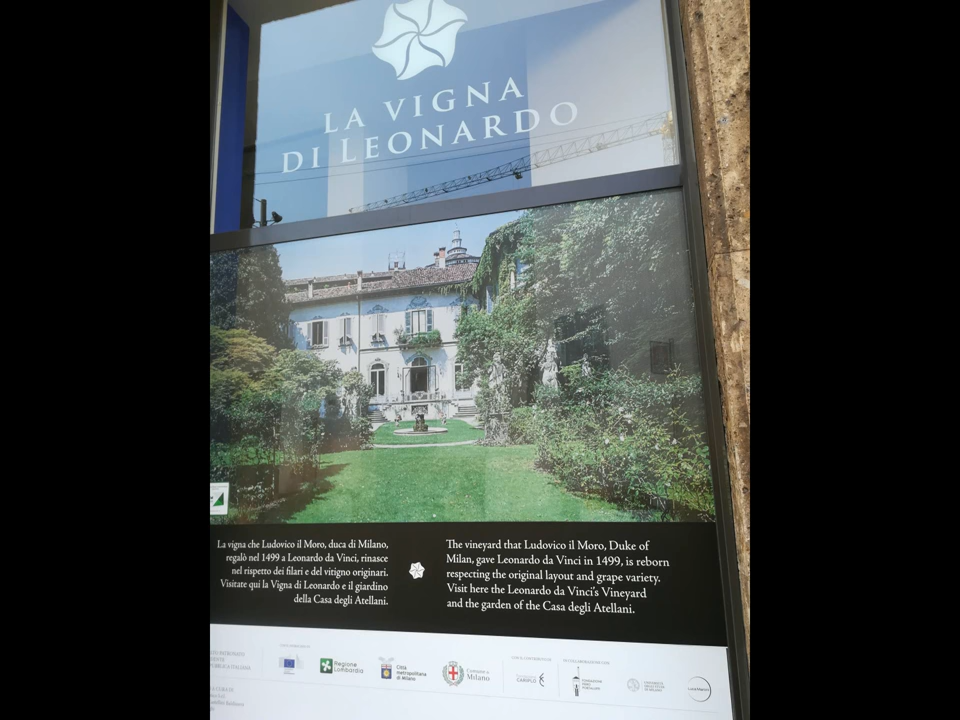 LA VIGNA
DI LEONARDO
La vigna che Ludovico il Moro, duca di Milano,
regalò nel 1499 a Leonardo da Vinci, rinasce
nel rispetto dei filari e del vitigno originari.
Visitate qui la Vigna di Leonardo e il giardino
della Casa degli Atellani.
The vineyard that Ludovico il Moro, Duke of
Milan, gave Leonardo da Vinci in 1499, is reborn
respecting the original layout and grape variety.
Visit here the Leonardo da Vinci's Vineyard
and the garden of the Casa degli Atellani.
Regione
Lombardia
Città
metropolitana
di Milano
Comune di
Milano
CARIPLO